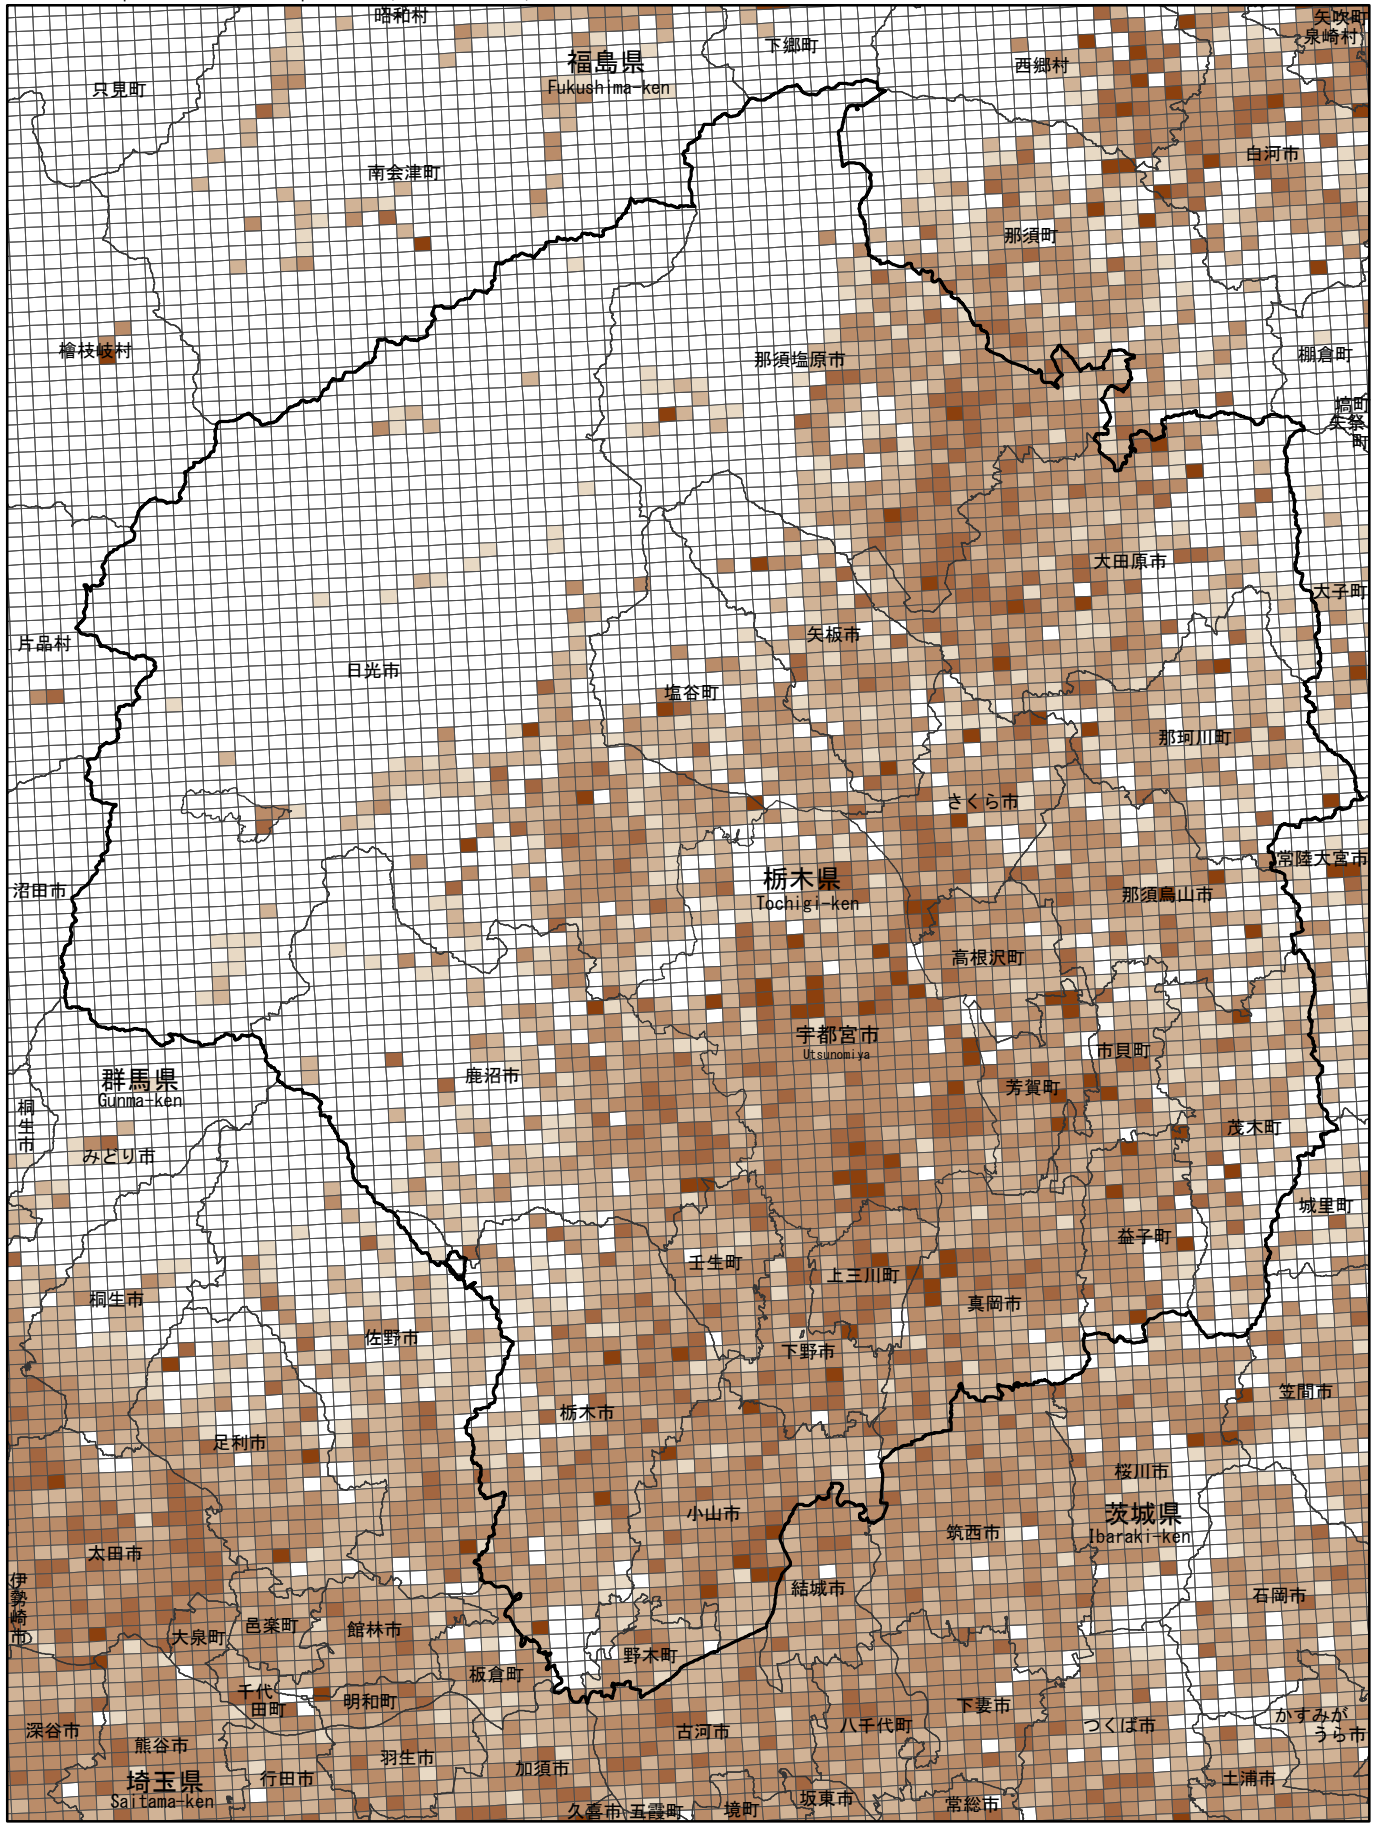 昭和村
矢吹町
泉崎村
下郷町
福島県
Fukushima-ken
西郷村
只見町
白河市
南会津町
那須町
檜枝岐村
那須塩原市
棚倉町
塙町
矢祭
町
大田原市
大子町
片品村
矢板市
日光市
塩谷町
那珂川町
さくら市
常陸大宮市
沼田市
栃木県
Tochigi-ken
那須烏山市
高根沢町
宇都宮市
Utsunomiya
市貝町
群馬県
Gunma-ken
鹿沼市
芳賀町
桐
生
市
みどり市
茂木町
城里町
益子町
壬生町
上三川町
桐生市
真岡市
佐野市
下野市
笠間市
栃木市
足利市
桜川市
小山市
茨城県
Ibaraki-ken
筑西市
太田市
伊
勢
崎
市
結城市
石岡市
大泉町
邑楽町
館林市
野木町
板倉町
千代
田町
明和町
下妻市
かすみが
うら市
深谷市
古河市
八千代町
つくば市
熊谷市
羽生市
加須市
埼玉県
Saitama-ken
行田市
土浦市
久喜市
五霞町
境町
坂東市
常総市